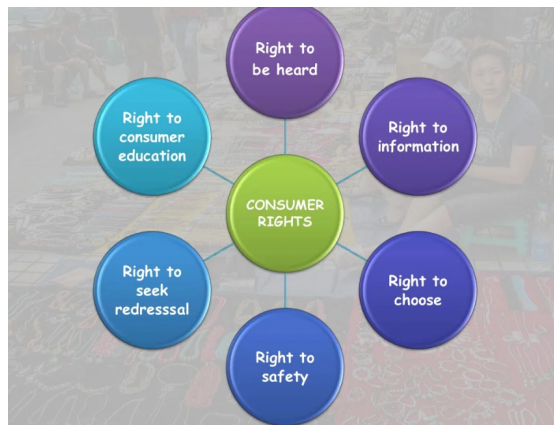 Right to
be heard
Right to
information
Right to
choose
Right to
safety
Right to
seek
redresssal
Right to
consumer
education
CONSUMER
RIGHTS